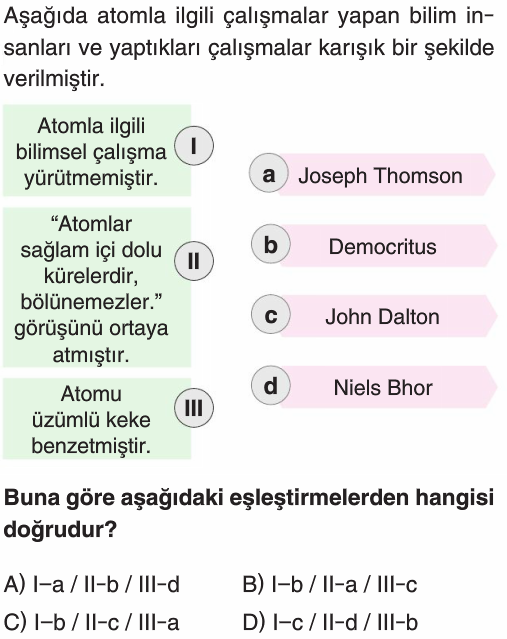 Aşağıda atomla ilgili çalışmalar yapan bilim in-
sanları ve yaptıkları çalışmalar karışık bir şekilde
verilmiştir.
Atomla ilgili
bilimsel çalışma
yürütmemiştir.
I
“Atomlar
sağlam içi dolu
kürelerdir,
bölünemezler.”
görüşünü ortaya
atmıştır.
II
Atomu
üzümlü keke
benzetmiştir.
III
a Joseph Thomson
b Democritus
c John Dalton
d Niels Bhor
Buna göre aşağıdaki eşleştirmelerden hangisi
doğrudur?
A) I–a / II–b / III–d B) I–b / II–a / III–c
C) I–b / II–c / III–a D) I–c / II–d / III–b